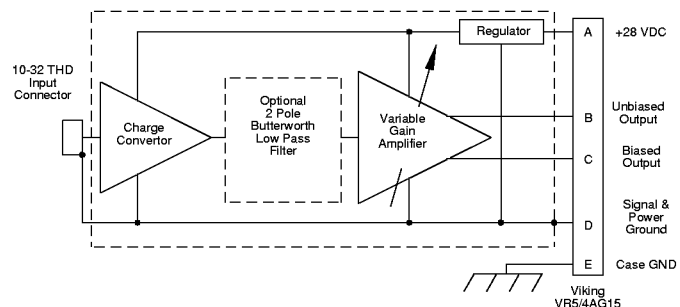 Regulator
A
+28 VDC
10-32 THD
Input
Connector
Charge
Convertor
Optional
2 Pole
Butterworth
Low Pass
Filter
Variable
Gain
Amplifier
B
Unbiased
Output
C
Biased
Output
D
Signal &
Power
Ground
E
Case GND
Viking
VR5/4AG15